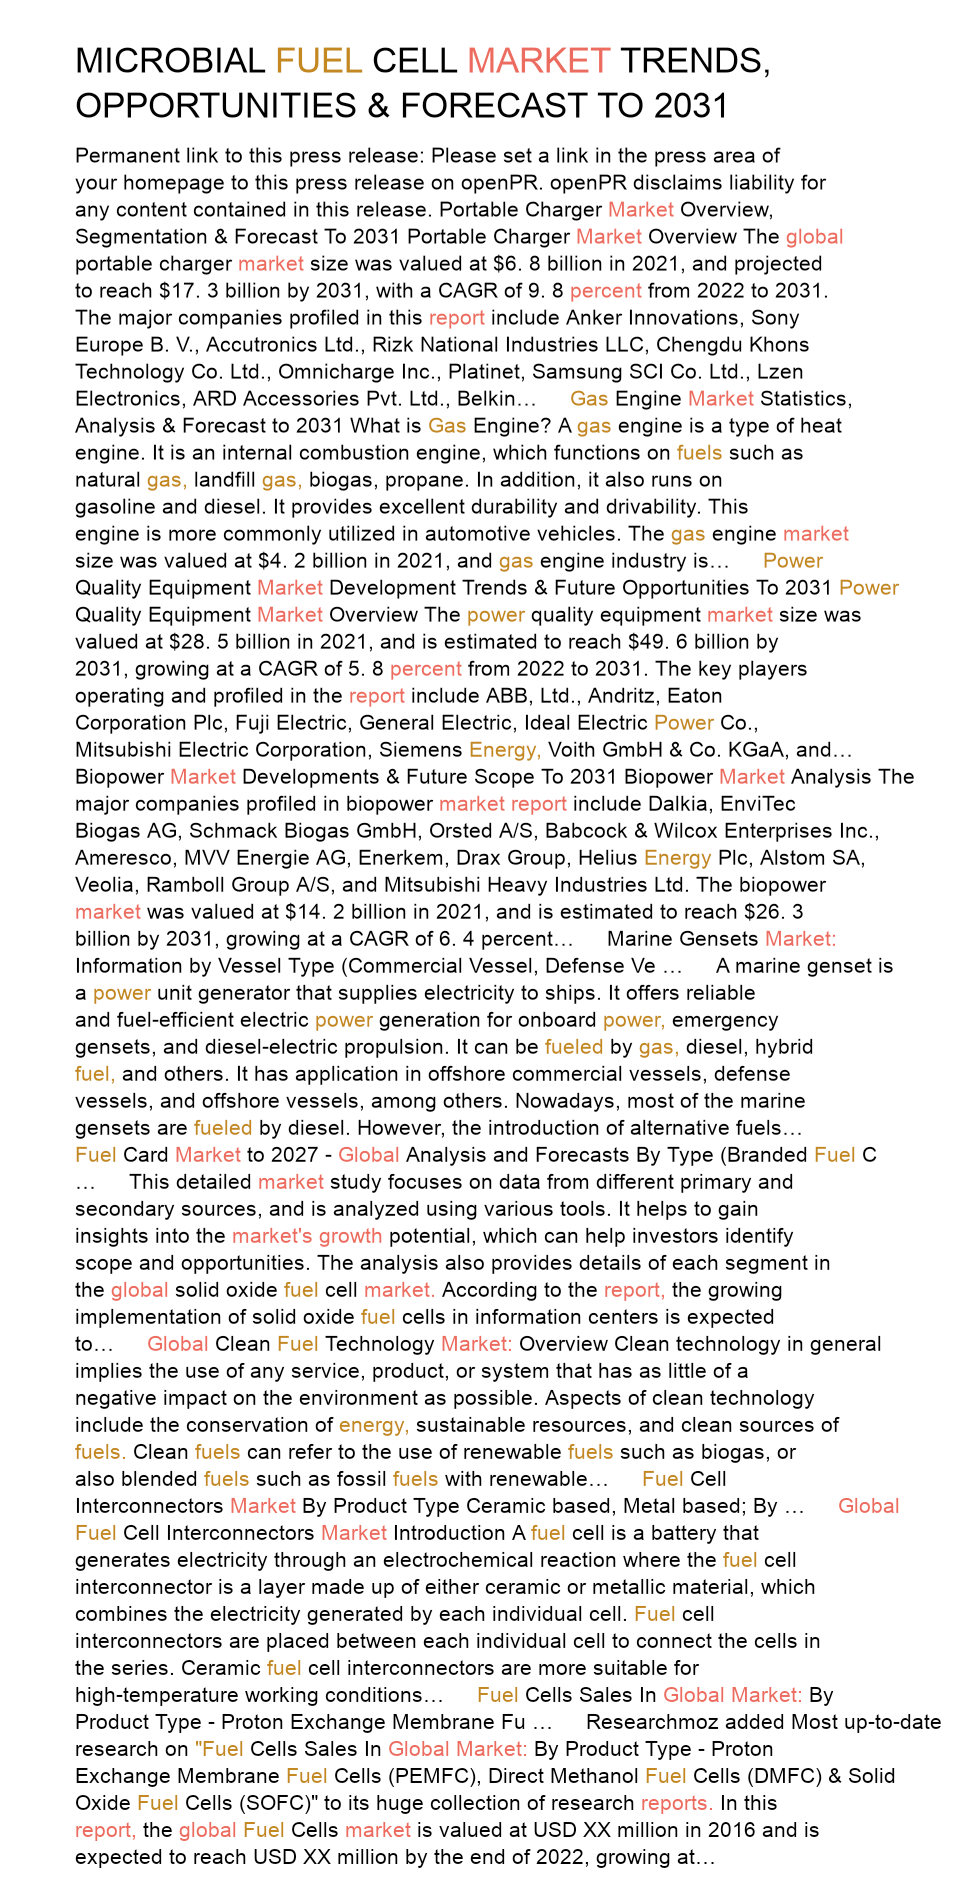 MICROBIAL FUEL CELL MARKET TRENDS,
OPPORTUNITIES & FORECAST TO 2031
Permanent link to this press release: Please set a link in the press area of
your homepage to this press release on openPR. openPR disclaims liability for
any content contained in this release. Portable Charger Market Overview,
Segmentation & Forecast To 2031 Portable Charger Market Overview The global
portable charger market size was valued at $6. 8 billion in 2021, and projected
to reach $17. 3 billion by 2031, with a CAGR of 9. 8 percent from 2022 to 2031.
The major companies profiled in this report include Anker Innovations, Sony
Europe B. V., Accutronics Ltd., Rizk National Industries LLC, Chengdu Khons
Technology Co. Ltd., Omnicharge Inc., Platinet, Samsung SCI Co. Ltd., Lzen
Electronics, ARD Accessories Pvt. Ltd., Belkin… Gas Engine Market Statistics,
Analysis & Forecast to 2031 What is Gas Engine? A gas engine is a type of heat
engine. It is an internal combustion engine, which functions on fuels such as
natural gas, landfill gas, biogas, propane. In addition, it also runs on
gasoline and diesel. It provides excellent durability and drivability. This
engine is more commonly utilized in automotive vehicles. The gas engine market
size was valued at $4. 2 billion in 2021, and gas engine industry is… Power
Quality Equipment Market Development Trends & Future Opportunities To 2031 Power
Quality Equipment Market Overview The power quality equipment market size was
valued at $28. 5 billion in 2021, and is estimated to reach $49. 6 billion by
2031, growing at a CAGR of 5. 8 percent from 2022 to 2031. The key players
operating and profiled in the report include ABB, Ltd., Andritz, Eaton
Corporation Plc, Fuji Electric, General Electric, Ideal Electric Power Co.,
Mitsubishi Electric Corporation, Siemens Energy, Voith GmbH & Co. KGaA, and…
Biopower Market Developments & Future Scope To 2031 Biopower Market Analysis The
major companies profiled in biopower market report include Dalkia, EnviTec
Biogas AG, Schmack Biogas GmbH, Orsted A/S, Babcock & Wilcox Enterprises Inc.,
Ameresco, MVV Energie AG, Enerkem, Drax Group, Helius Energy Plc, Alstom SA,
Veolia, Ramboll Group A/S, and Mitsubishi Heavy Industries Ltd. The biopower
market was valued at $14. 2 billion in 2021, and is estimated to reach $26. 3
billion by 2031, growing at a CAGR of 6. 4 percent… Marine Gensets Market:
Information by Vessel Type (Commercial Vessel, Defense Ve … A marine genset is
a power unit generator that supplies electricity to ships. It offers reliable
and fuel-efficient electric power generation for onboard power, emergency
gensets, and diesel-electric propulsion. It can be fueled by gas, diesel, hybrid
fuel, and others. It has application in offshore commercial vessels, defense
vessels, and offshore vessels, among others. Nowadays, most of the marine
gensets are fueled by diesel. However, the introduction of alternative fuels…
Fuel Card Market to 2027 - Global Analysis and Forecasts By Type (Branded Fuel C
… This detailed market study focuses on data from different primary and
secondary sources, and is analyzed using various tools. It helps to gain
insights into the market's growth potential, which can help investors identify
scope and opportunities. The analysis also provides details of each segment in
the global solid oxide fuel cell market. According to the report, the growing
implementation of solid oxide fuel cells in information centers is expected
to… Global Clean Fuel Technology Market: Overview Clean technology in general
implies the use of any service, product, or system that has as little of a
negative impact on the environment as possible. Aspects of clean technology
include the conservation of energy, sustainable resources, and clean sources of
fuels. Clean fuels can refer to the use of renewable fuels such as biogas, or
also blended fuels such as fossil fuels with renewable… Fuel Cell
Interconnectors Market By Product Type Ceramic based, Metal based; By … Global
Fuel Cell Interconnectors Market Introduction A fuel cell is a battery that
generates electricity through an electrochemical reaction where the fuel cell
interconnector is a layer made up of either ceramic or metallic material, which
combines the electricity generated by each individual cell. Fuel cell
interconnectors are placed between each individual cell to connect the cells in
the series. Ceramic fuel cell interconnectors are more suitable for
high-temperature working conditions… Fuel Cells Sales In Global Market: By
Product Type - Proton Exchange Membrane Fu … Researchmoz added Most up-to-date
research on "Fuel Cells Sales In Global Market: By Product Type - Proton
Exchange Membrane Fuel Cells (PEMFC), Direct Methanol Fuel Cells (DMFC) & Solid
Oxide Fuel Cells (SOFC)" to its huge collection of research reports. In this
report, the global Fuel Cells market is valued at USD XX million in 2016 and is
expected to reach USD XX million by the end of 2022, growing at…